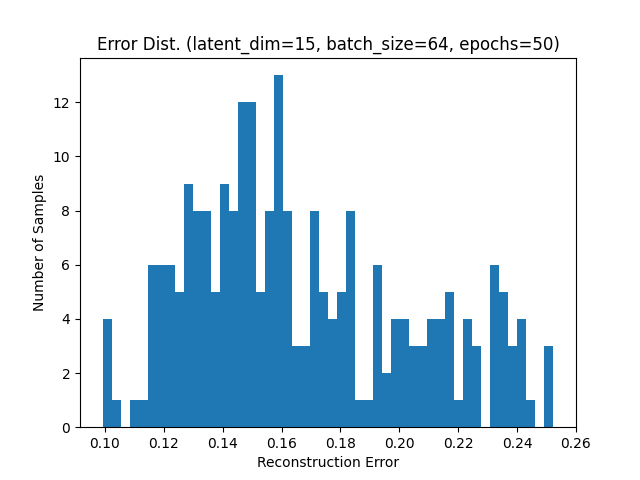 Error Dist. (latent_dim=15, batch_size=64, epochs=50)
12
10
8
6
4
2
0
Number of Samples
0.10 0.12 0.14 0.16 0.18 0.20 0.22 0.24 0.26
Reconstruction Error